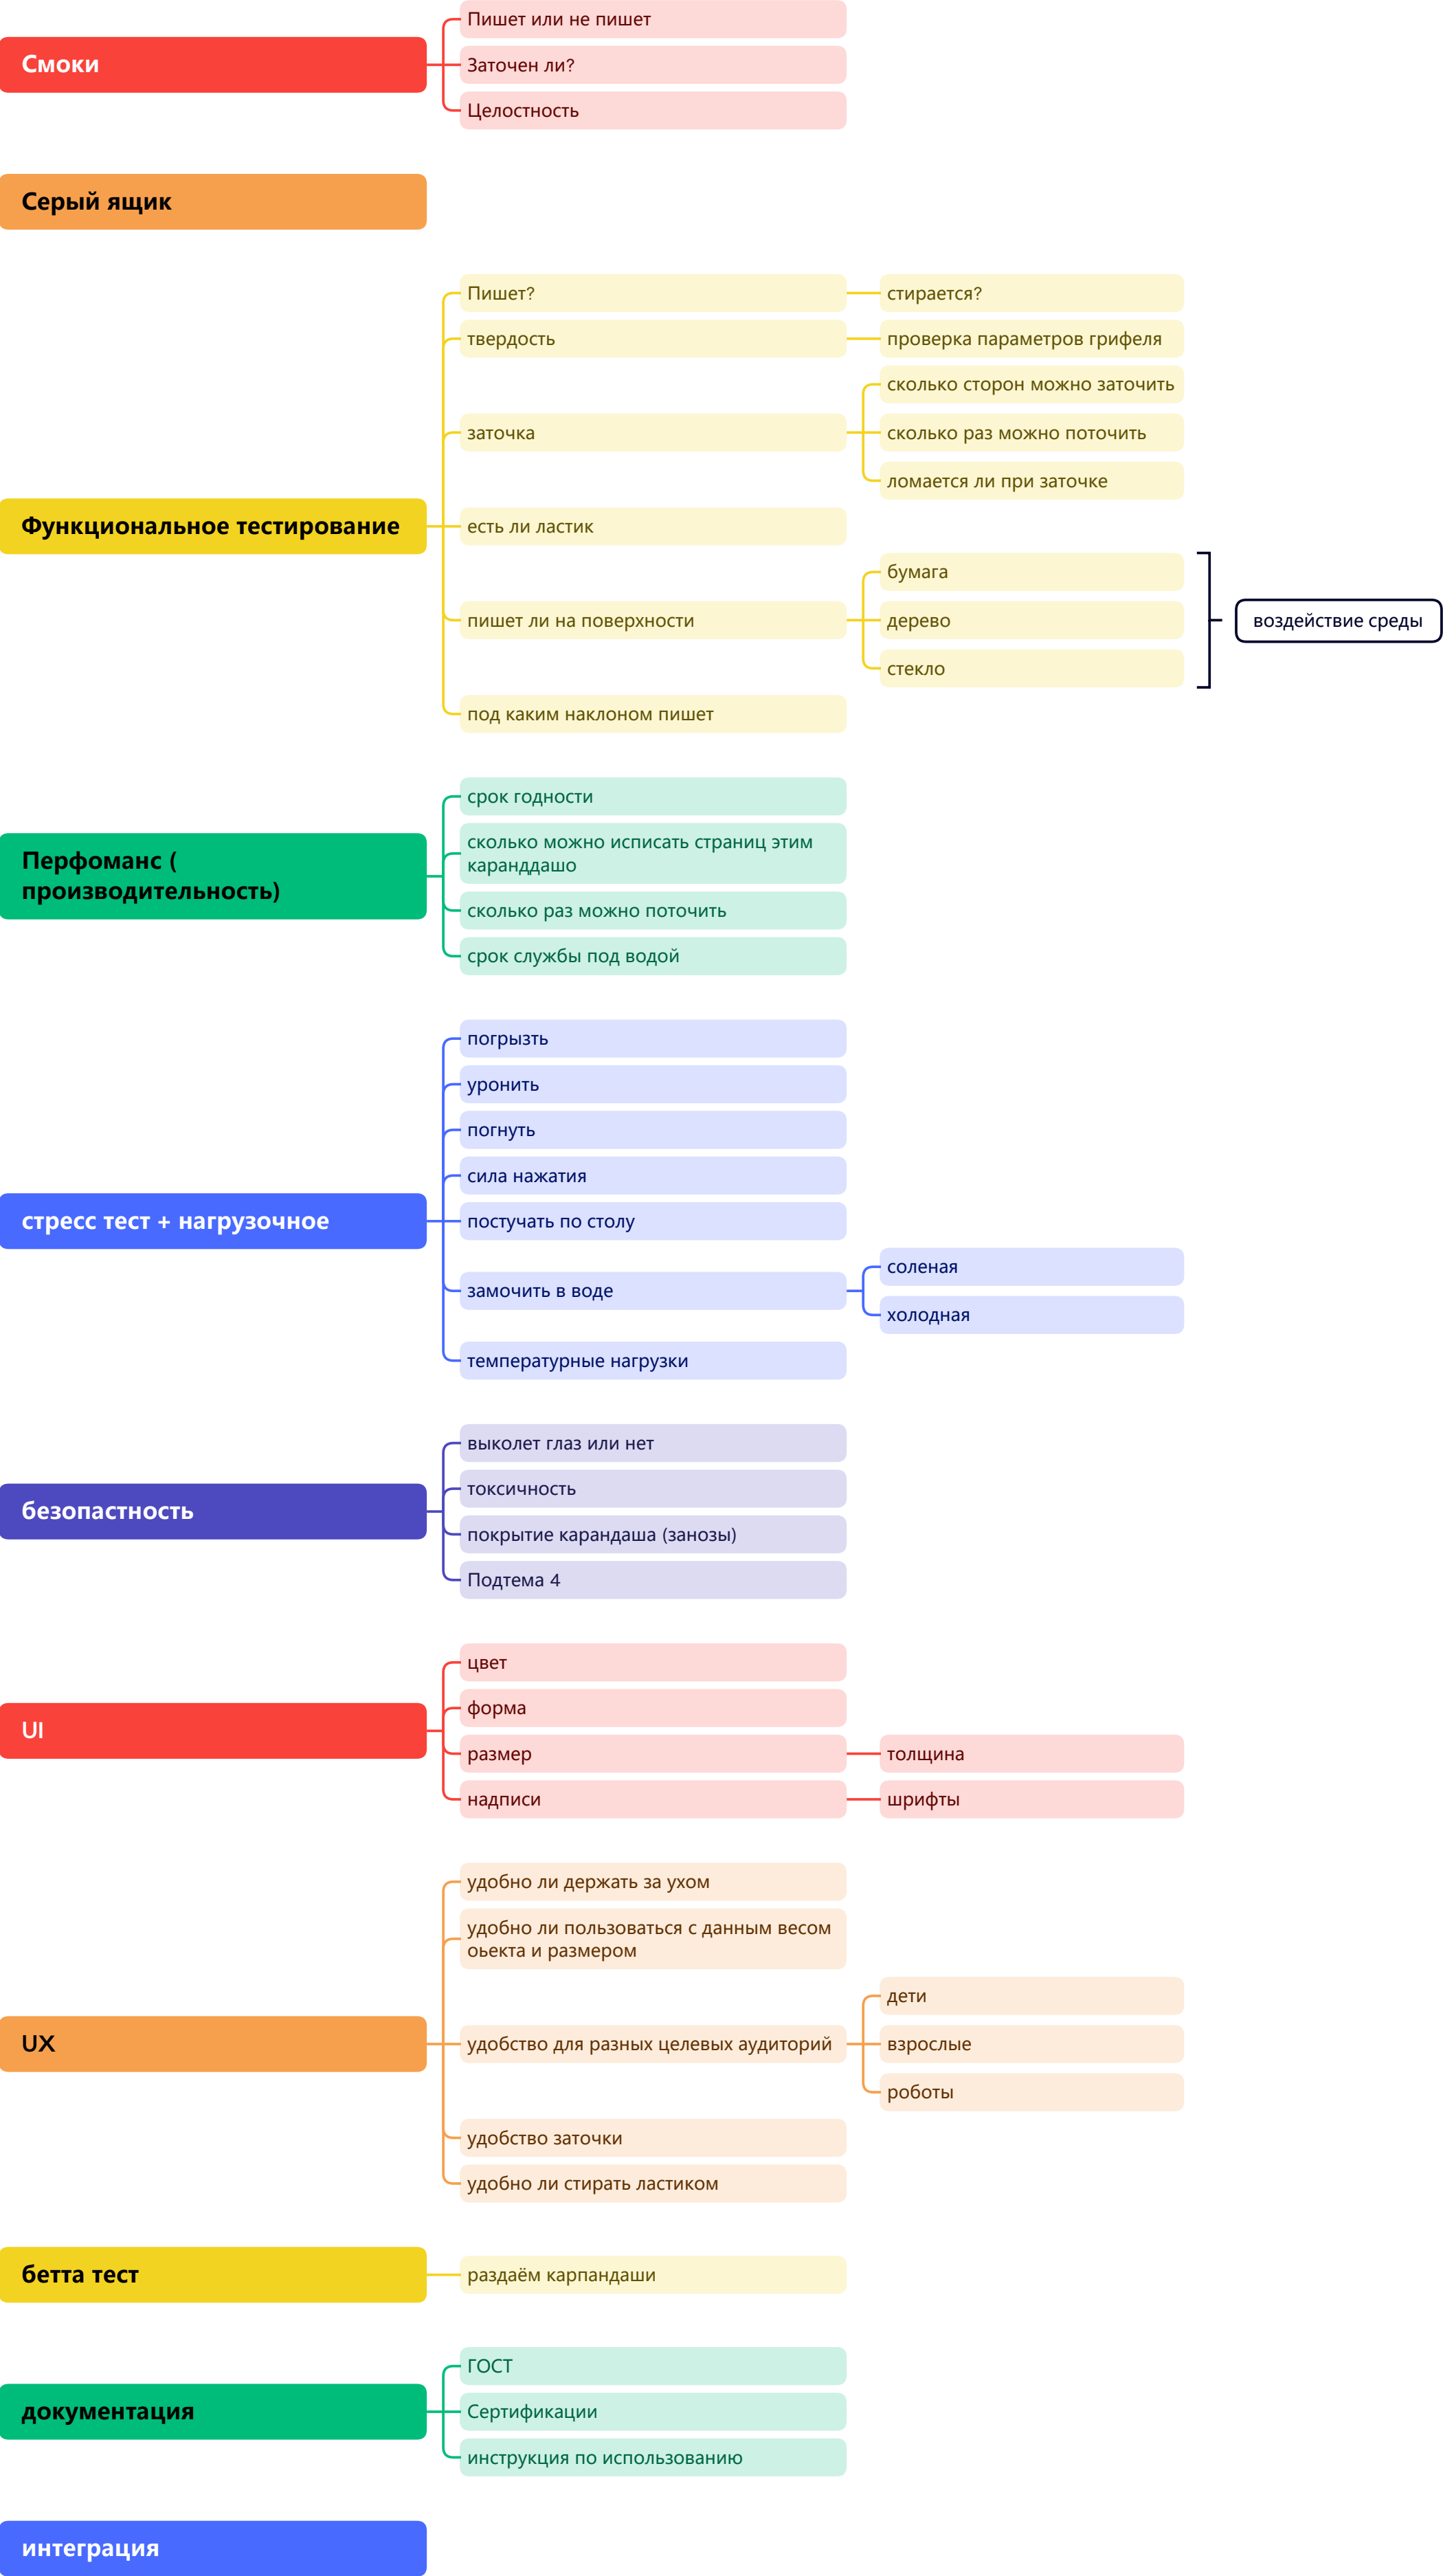 Смоки
Пишет или не пишет
Заточен ли?
Целостность
Серый ящик
Функциональное тестирование
Пишет?
стирается?
твердость
проверка параметров грифеля
заточка
сколько сторон можно заточить
сколько раз можно поточить
ломается ли при заточке
есть ли ластик
пишет ли на поверхности
бумага
дерево
стекло
воздействие среды
под каким наклоном пишет
Перфоманс (
производительность)
срок годности
сколько можно исписать страниц этим
каранддашо
сколько раз можно поточить
срок службы под водой
стресс тест + нагрузочное
погрызть
уронить
погнуть
сила нажатия
постучать по столу
замочить в воде
соленая
холодная
температурные нагрузки
безопастность
выколет глаз или нет
токсичность
покрытие карандаша (занозы)
Подтема 4
UI
цвет
форма
размер
толщина
надписи
шрифты
UX
удобно ли держать за ухом
удобно ли пользоваться с данным весом
оьекта и размером
удобство для разных целевых аудиторий
дети
взрослые
роботы
удобство заточки
удобно ли стирать ластиком
бетта тест
раздаём карпандаши
документация
ГОСТ
Сертификации
инструкция по использованию
интеграция